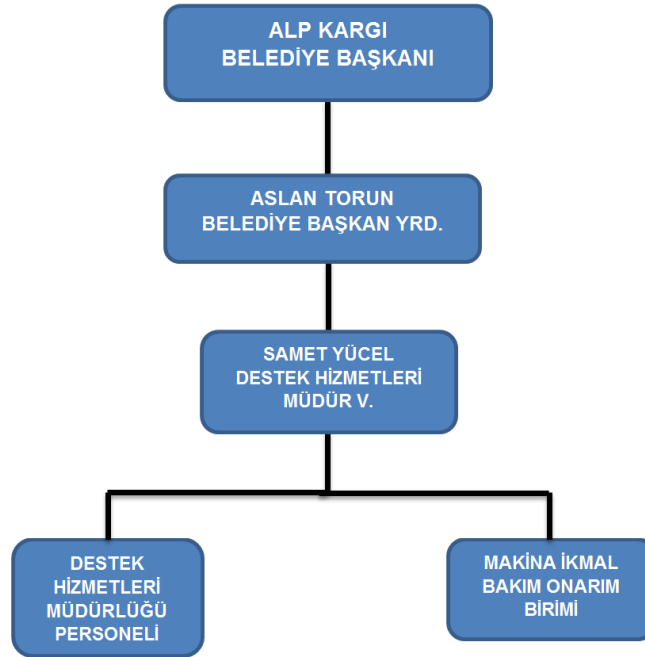 ALP KARGI
BELEDİYE BAŞKANI
ASLAN TORUN
BELEDİYE BAŞKAN YRD.
SAMET YÜCEL
DESTEK HİZMETLERİ
MÜDÜR V.
DESTEK
HİZMETLERİ
MÜDÜRLÜĞÜ
PERSONELİ
MAKİNA İKMAL
BAKIM ONARIM
BİRİMİ